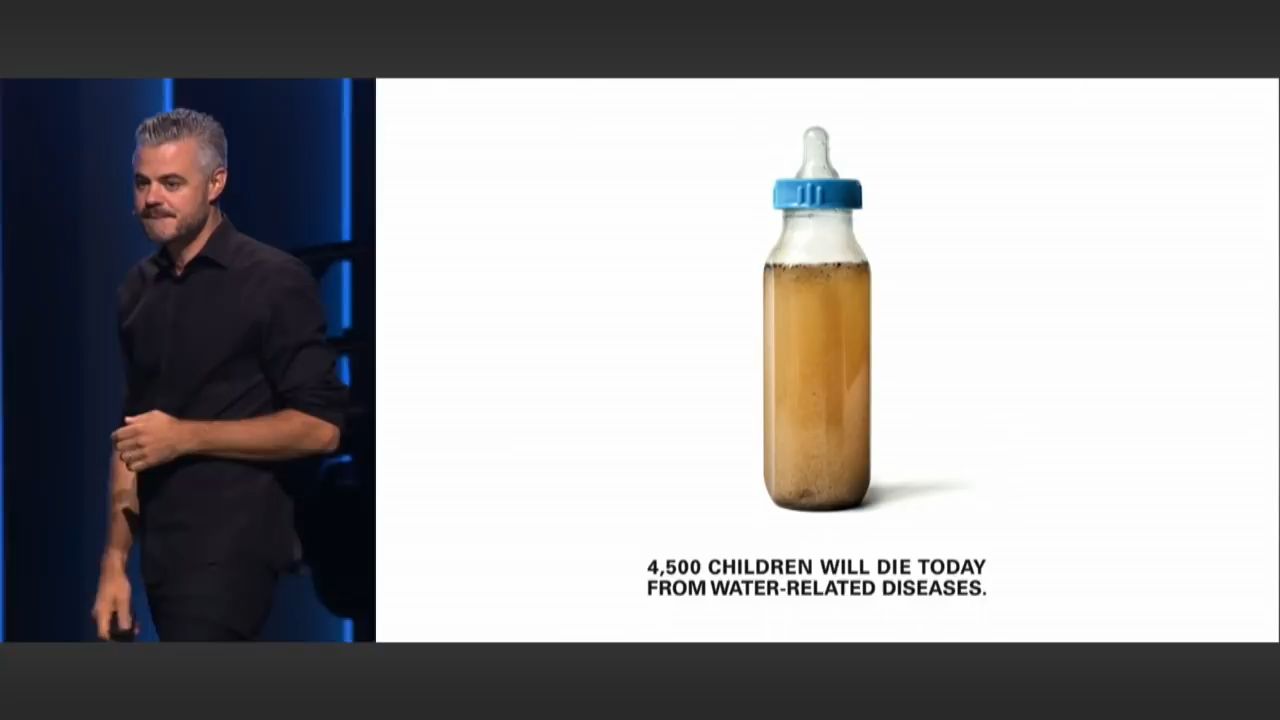 4,500 CHILDREN WILL DIE TODAY
FROM WATER-RELATED DISEASES.